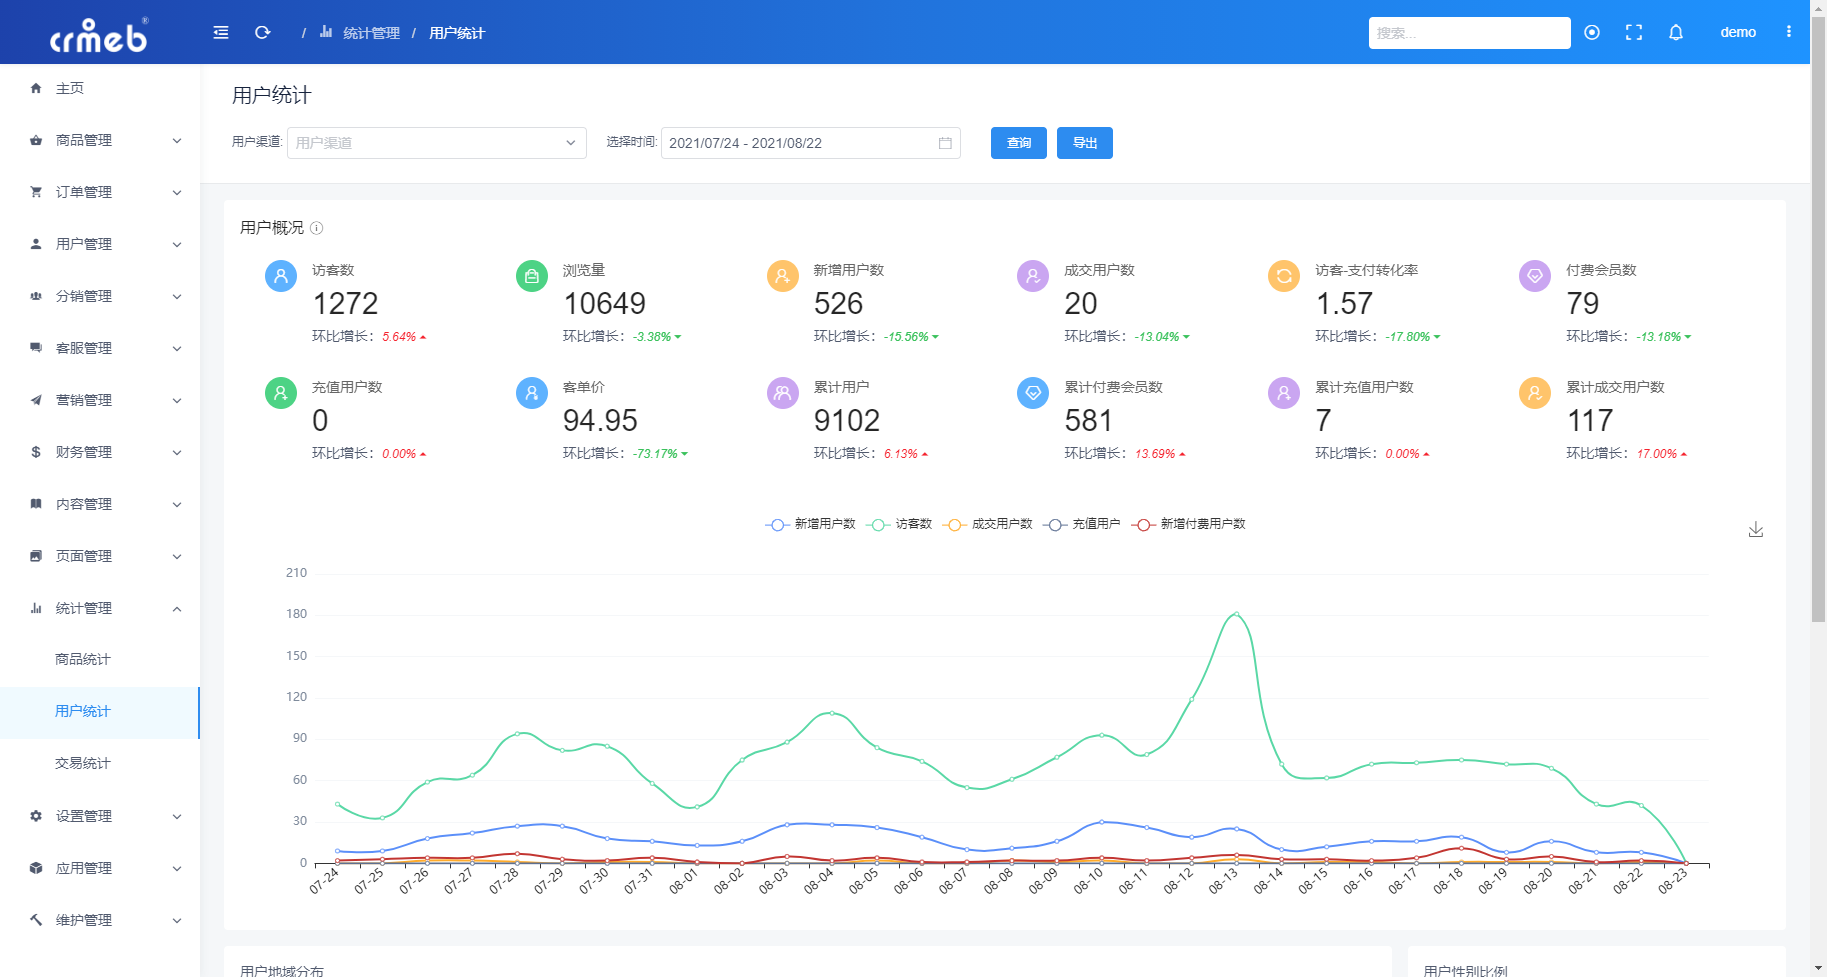 crmeb®
/ 统计管理 / 用户统计
搜索...
demo
主页
商品管理
订单管理
用户管理
分销管理
客服管理
营销管理
财务管理
内容管理
页面管理
统计管理
商品统计
用户统计
交易统计
设置管理
应用管理
维护管理
用户统计
用户渠道: 用户渠道 选择时间: 2021/07/24 - 2021/08/22 查询 导出
用户概况
访客数
1272
环比增长: 5.64%
浏览量
10649
环比增长: -3.38%
新增用户数
526
环比增长: -15.56%
成交用户数
20
环比增长: -13.04%
访客-支付转化率
1.57
环比增长: -17.80%
付费会员数
79
环比增长: -13.18%
充值用户数
0
环比增长: 0.00%
客单价
94.95
环比增长: -73.17%
累计用户
9102
环比增长: 6.13%
累计付费会员数
581
环比增长: 13.69%
累计充值用户数
7
环比增长: 0.00%
累计成交用户数
117
环比增长: 17.00%
新增用户数 访客数 成交用户数 充值用户 新增付费用户数
210
180
150
120
90
60
30
0
07-24 07-25 07-26 07-27 07-28 07-29 07-30 07-31 08-01 08-02 08-03 08-04 08-05 08-06 08-07 08-08 08-09 08-10 08-11 08-12 08-13 08-14 08-15 08-16 08-17 08-18 08-19 08-20 08-21 08-22 08-23
用户地域分布
用户性别比例